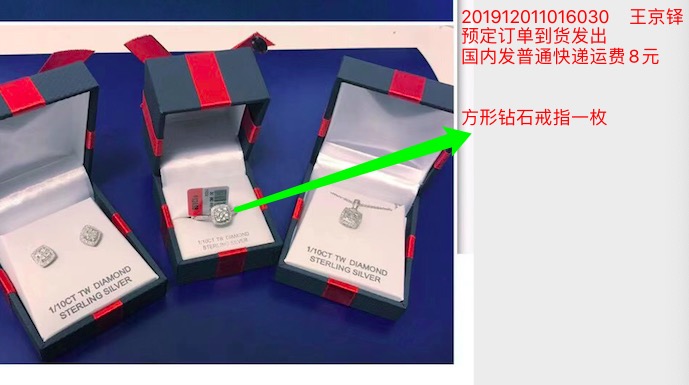 201912011016030 王京铎
预定订单到货发出
国内发普通快递运费8元
方形钻石戒指一枚
1/10CT TW DIAMOND
STERLING SILVER
1/10CT TW DIAMOND
STERLING SILVER
1/10CT TW DIAMOND
STERLING SILVER